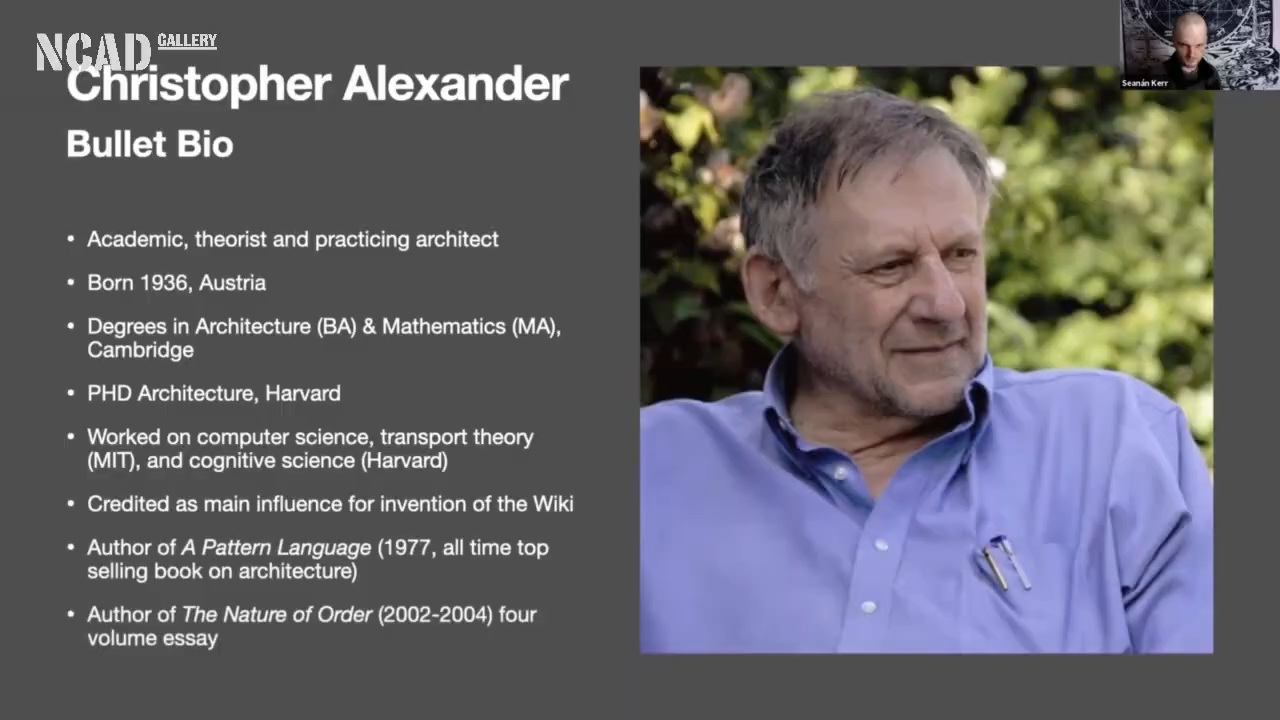 NCAD GALLERY
Christopher Alexander
Bullet Bio
• Academic, theorist and practicing architect
• Born 1936, Austria
• Degrees in Architecture (BA) & Mathematics (MA),
Cambridge
• PHD Architecture, Harvard
• Worked on computer science, transport theory
(MIT), and cognitive science (Harvard)
• Credited as main influence for invention of the Wiki
• Author of A Pattern Language (1977, all time top
selling book on architecture)
• Author of The Nature of Order (2002-2004) four
volume essay
Seanán Kerr